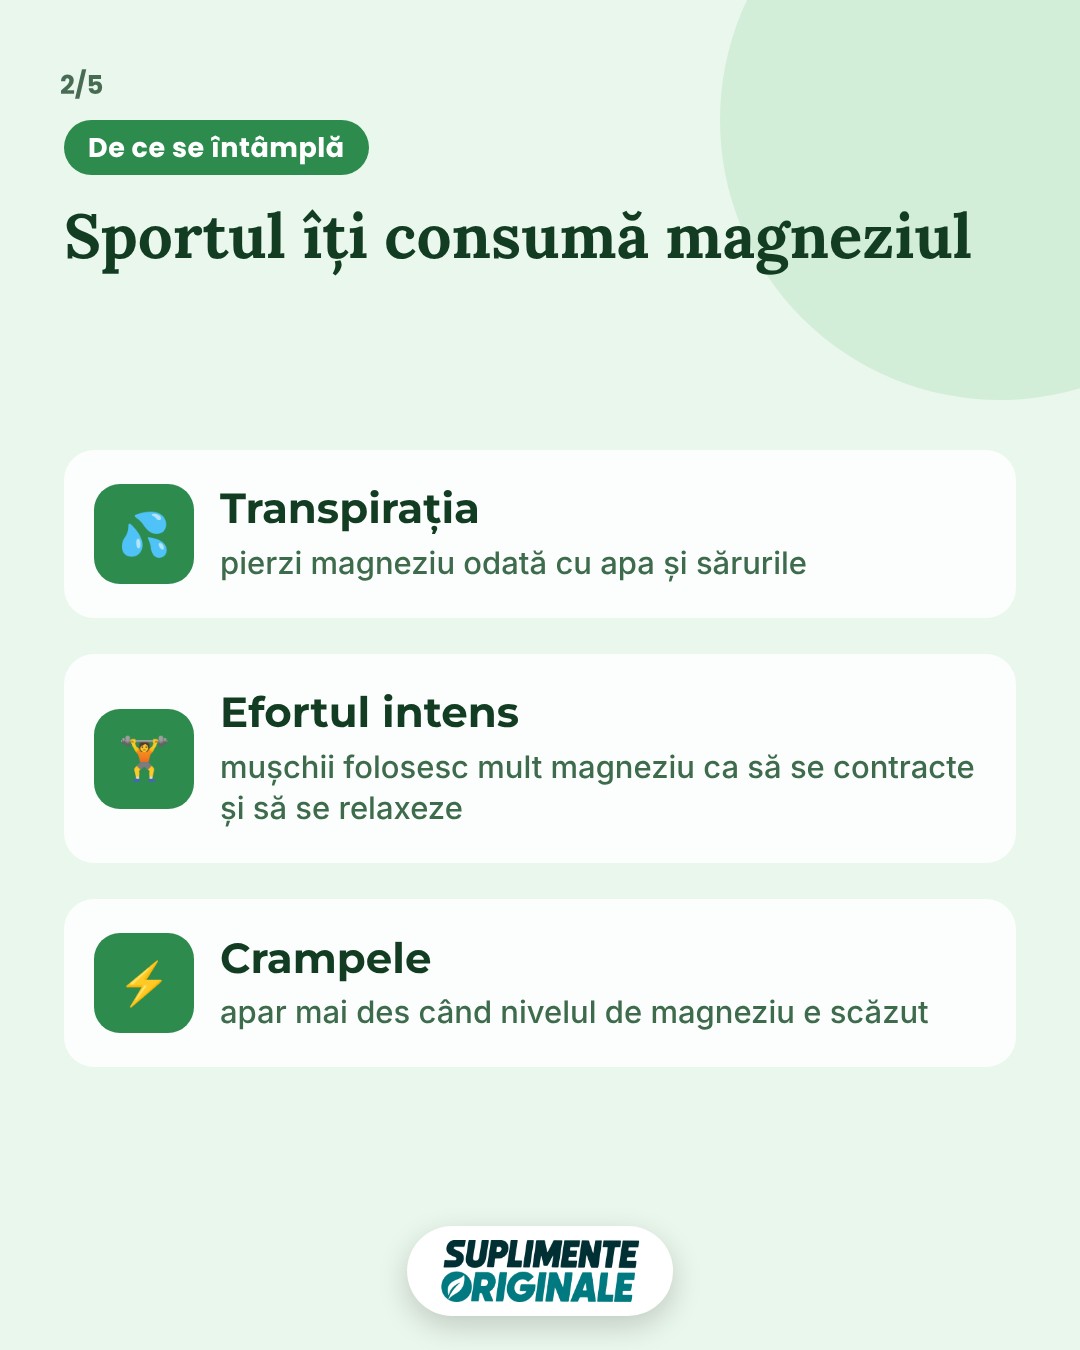 2/5
De ce se întâmplă
Sportul îți consumă magneziul
Transpirația
pierzi magneziu odată cu apa și sărurile
Efortul intens
mușchii folosesc mult magneziu ca să se contracte
și să se relaxeze
Crampele
apar mai des când nivelul de magneziu e scăzut
SUPLIMENTE
ORIGINALE